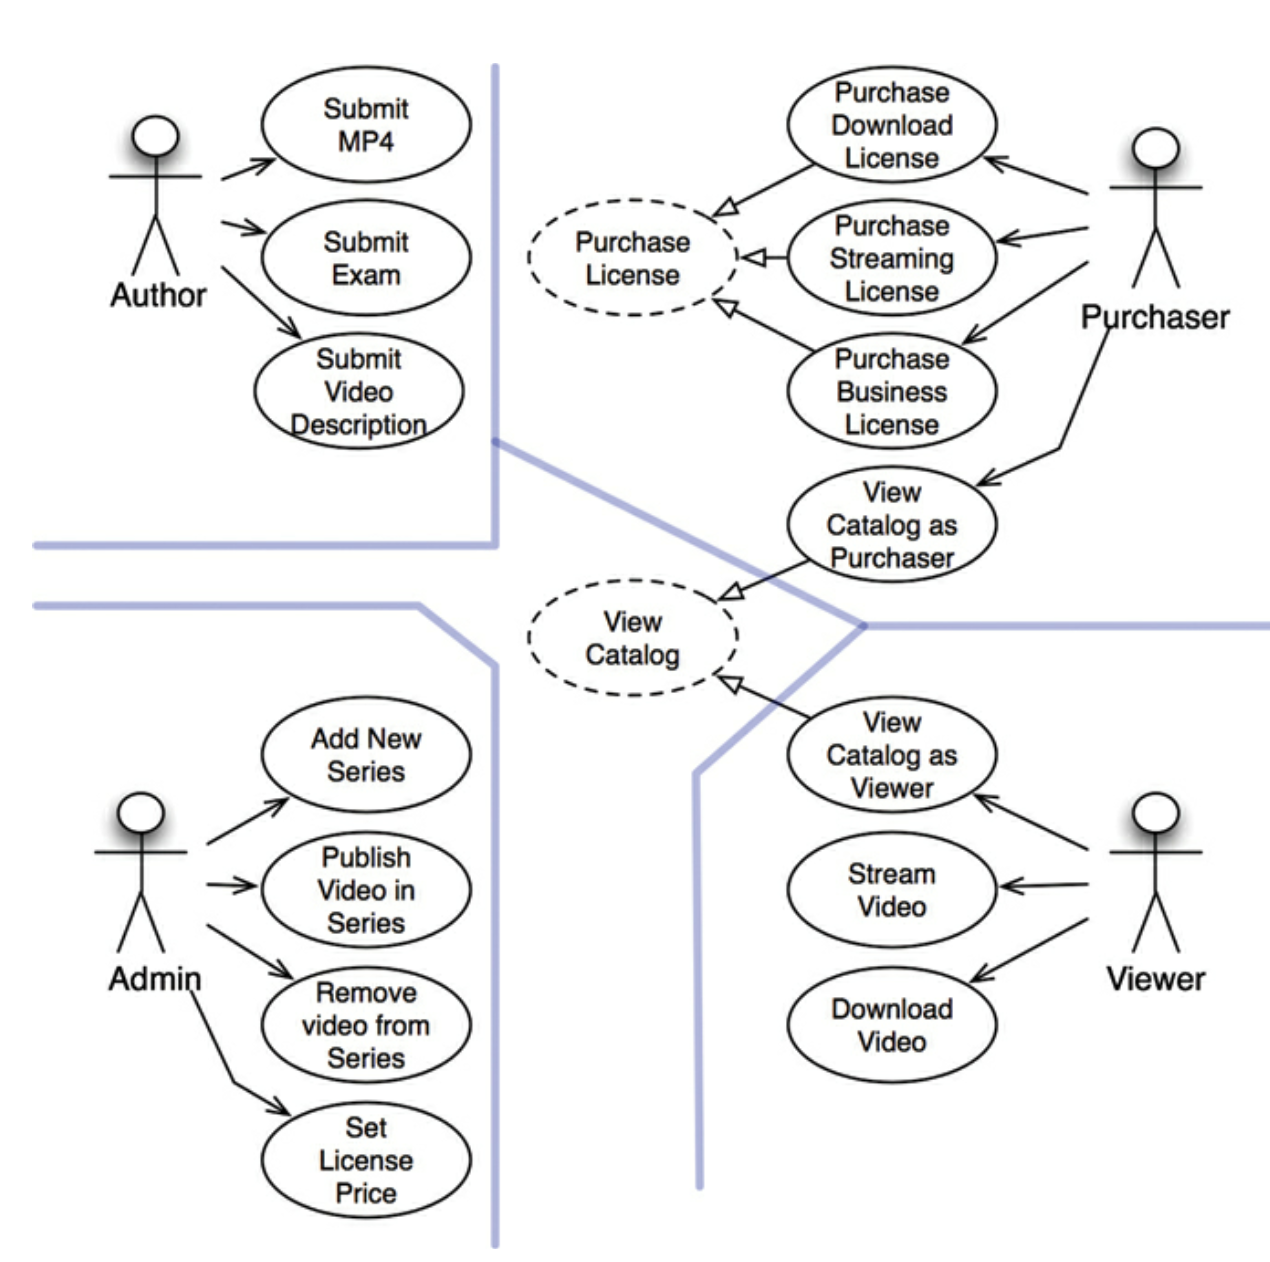 Submit
MP4
Submit
Exam
Submit
Video
Description
Author
Purchase
Download
License
Purchase
Streaming
License
Purchase
Business
License
Purchase
License
Purchaser
View
Catalog as
Purchaser
View
Catalog
Add New
Series
Publish
Video in
Series
Remove
video from
Series
Set
License
Price
Admin
View
Catalog as
Viewer
Stream
Video
Download
Video
Viewer